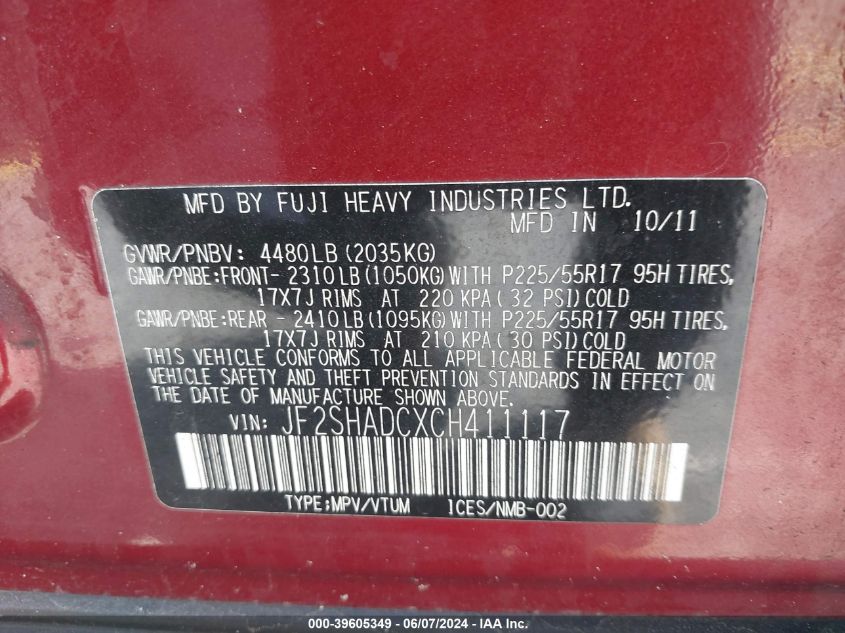 MFD BY FUJI HEAVY INDUSTRIES LTD.
MFD IN 10/11
GVWR/PNBV: 4480LB (2035KG)
GAWR/PNBE:FRONT- 2310LB (1050KG) WITH P225/55R17 95H TIRES,
17X7J RIMS AT 220 KPA ( 32 PSI) COLD
GAWR/PNBE:REAR - 2410LB (1095KG) WITH P225/55R17 95H TIRES,
17X7J RIMS AT 210 KPA ( 30 PSI) COLD
THIS VEHICLE CONFORMS TO ALL APPLICABLE FEDERAL MOTOR
VEHICLE SAFETY AND THEFT PREVENTION STANDARDS IN EFFECT ON
THE DATE OF MANUFACTURE SHOWN ABOVE.
VIN: JF2SHADCXCH411117
TYPE;MPV/VTUM ICES/NMB-002
000-39605349 - 06/07/2024 - IAA Inc.